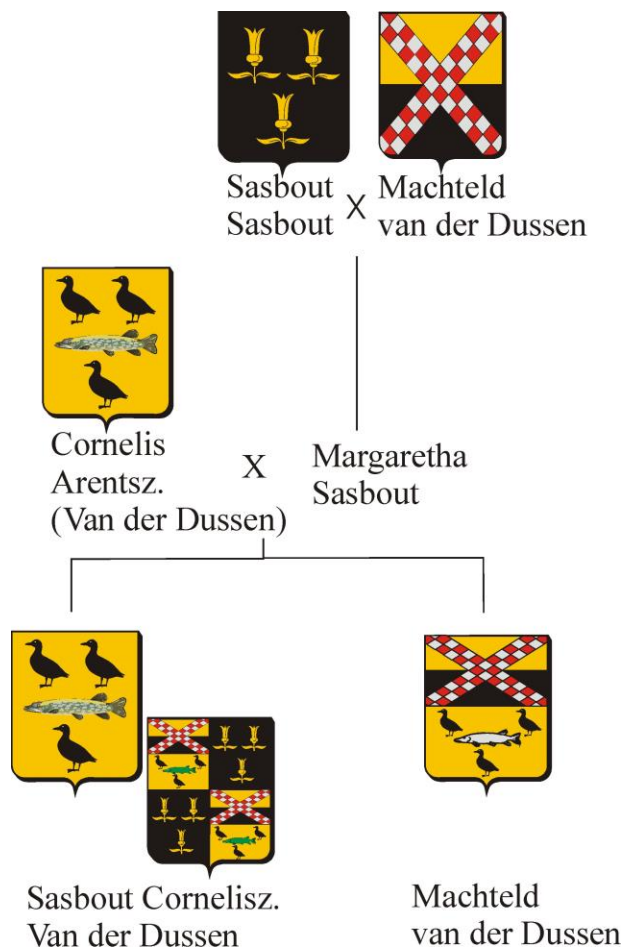 Sasbout
Sasbout
X
Machteld
van der Dussen
Cornelis
Arentsz.
(Van der Dussen)
X
Margaretha
Sasbout
Sasbout Cornelisz.
Van der Dussen
Machteld
van der Dussen